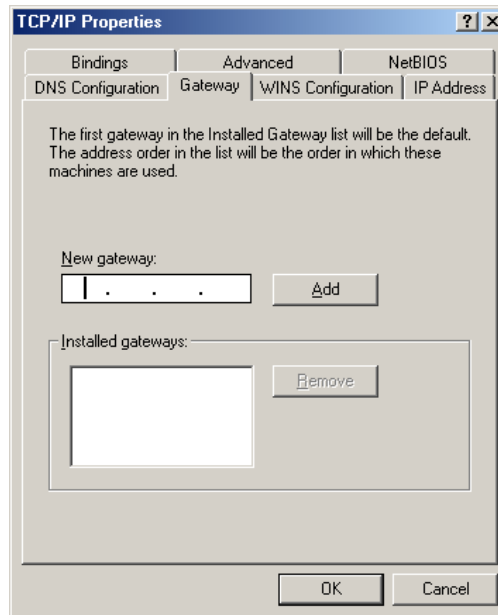 TCP/IP Properties
Bindings Advanced NetBIOS
DNS Configuration Gateway WINS Configuration IP Address
The first gateway in the Installed Gateway list will be the default.
The address order in the list will be the order in which these
machines are used.
New gateway:
. . .
Add
Installed gateways:
Remove
OK Cancel